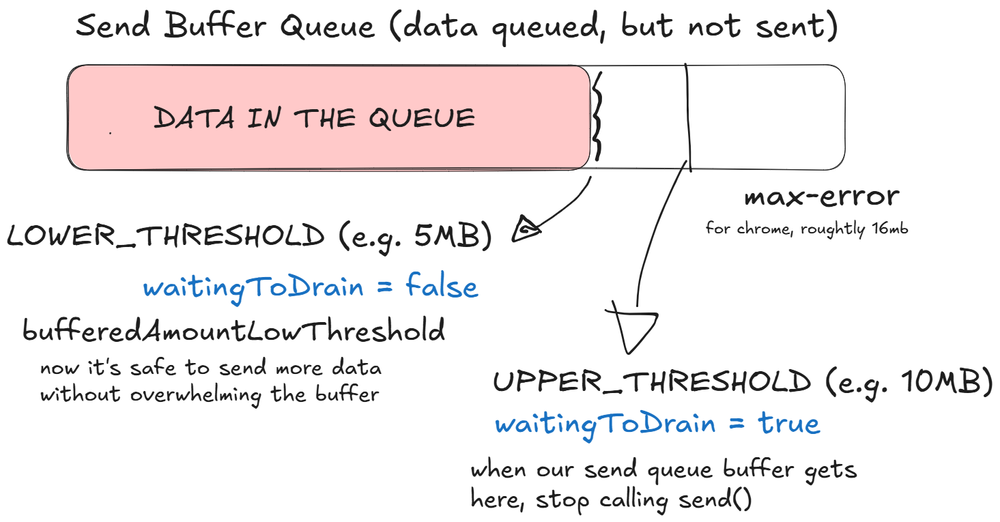 Send Buffer Queue (data queued, but not sent)
DATA IN THE QUEUE
max-error
for chrome, roughtly 16mb
LOWER_THRESHOLD (e.g. 5MB)
waitingToDrain = false
bufferedAmountLowThreshold
now it's safe to send more data
without overwhelming the buffer
UPPER_THRESHOLD (e.g. 10MB)
waitingToDrain = true
when our send queue buffer gets
here, stop calling send()